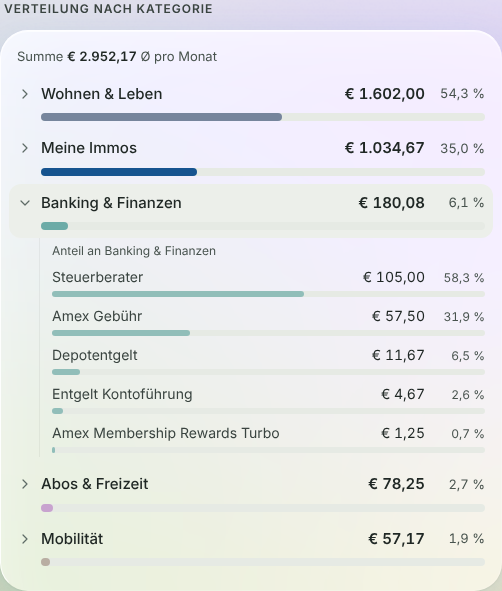 VERTEILUNG NACH KATEGORIE
Summe € 2.952,17 Ø pro Monat
Wohnen & Leben € 1.602,00 54,3 %
Meine Immos € 1.034,67 35,0 %
Banking & Finanzen € 180,08 6,1 %
Anteil an Banking & Finanzen
Steuerberater € 105,00 58,3 %
Amex Gebühr € 57,50 31,9 %
Depotentgelt € 11,67 6,5 %
Entgelt Kontoführung € 4,67 2,6 %
Amex Membership Rewards Turbo € 1,25 0,7 %
Abos & Freizeit € 78,25 2,7 %
Mobilität € 57,17 1,9 %